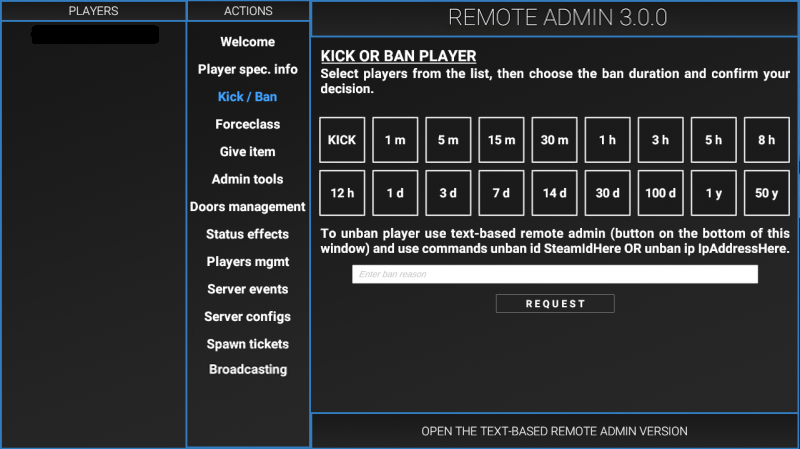 PLAYERS
ACTIONS
Welcome
Player spec. info
Kick / Ban
Forceclass
Give item
Admin tools
Doors management
Status effects
Players mgmt
Server events
Server configs
Spawn tickets
Broadcasting
REMOTE ADMIN 3.0.0
KICK OR BAN PLAYER
Select players from the list, then choose the ban duration and confirm your
decision.
KICK 1 m 5 m 15 m 30 m 1 h 3 h 5 h 8 h
12 h 1 d 3 d 7 d 14 d 30 d 100 d 1 y 50 y
To unban player use text-based remote admin (button on the bottom of this
window) and use commands unban id SteamIdHere OR unban ip IpAddressHere.
Enter ban reason
REQUEST
OPEN THE TEXT-BASED REMOTE ADMIN VERSION